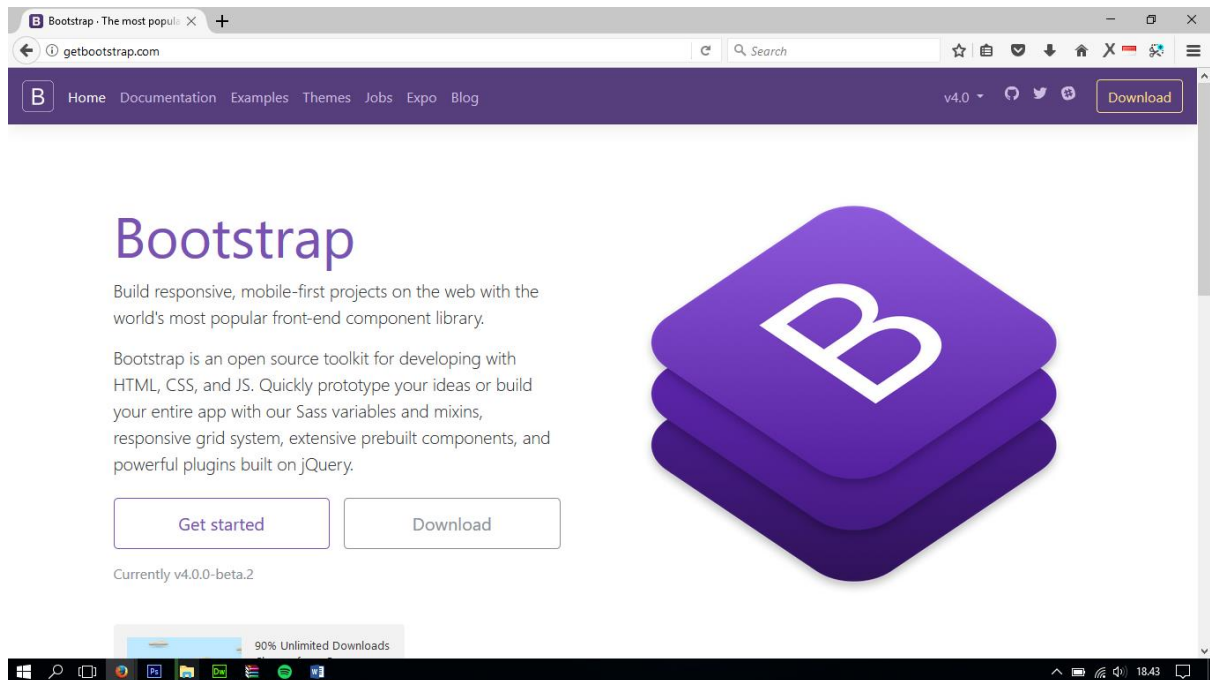 B Bootstrap · The most popula
getbootstrap.com
Search
B Home Documentation Examples Themes Jobs Expo Blog v4.0 Download
Bootstrap
Build responsive, mobile-first projects on the web with the
world's most popular front-end component library.
Bootstrap is an open source toolkit for developing with
HTML, CSS, and JS. Quickly prototype your ideas or build
your entire app with our Sass variables and mixins,
responsive grid system, extensive prebuilt components, and
powerful plugins built on jQuery.
Get started Download
Currently v4.0.0-beta.2
B
90% Unlimited Downloads
Ps Dw W 18.43